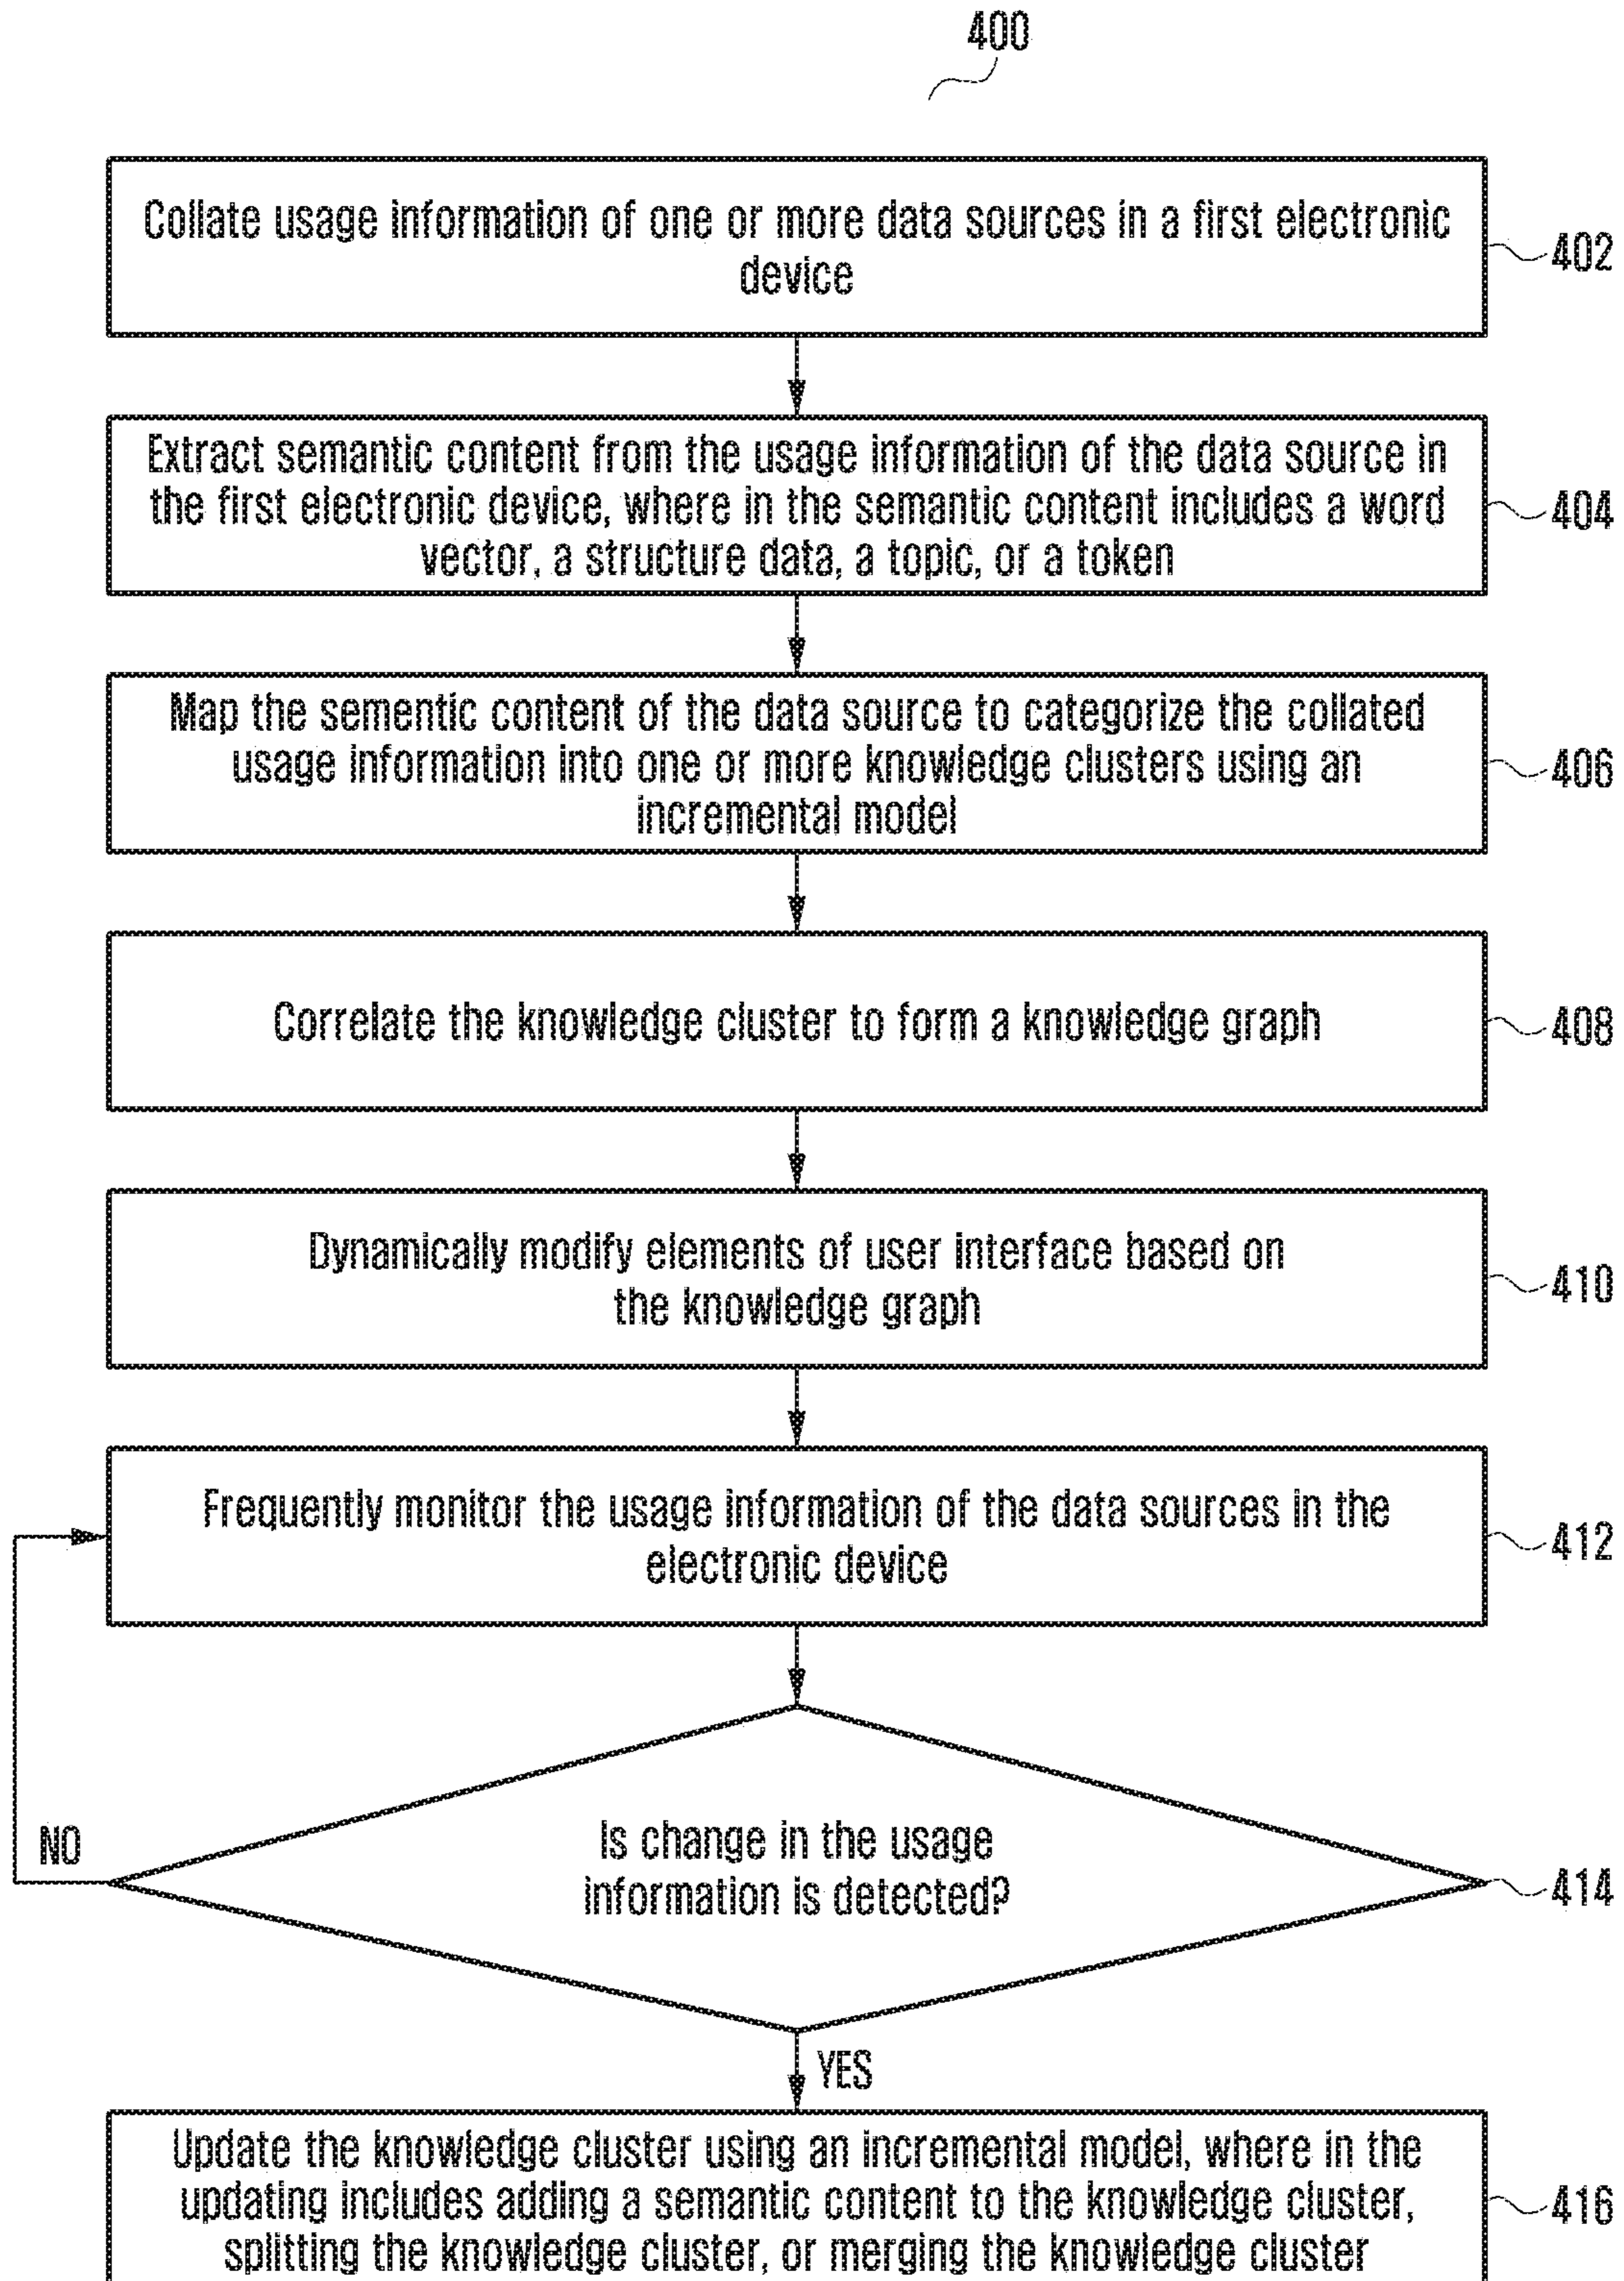 400
Collate usage information of one or more data sources in a first electronic
device
402
Extract semantic content from the usage information of the data source in
the first electronic device, where in the semantic content includes a word
vector, a structure data, a topic, or a token
404
Map the sementic content of the data source to categorize the collated
usage information into one or more knowledge clusters using an
incremental model
406
Correlate the knowledge cluster to form a knowledge graph
408
Dynamically modify elements of user interface based on
the knowledge graph
410
Frequently monitor the usage information of the data sources in the
electronic device
412
Is change in the usage
information is detected?
414
NO
YES
Update the knowledge cluster using an incremental model, where in the
updating includes adding a semantic content to the knowledge cluster,
splitting the knowledge cluster, or merging the knowledge cluster
416